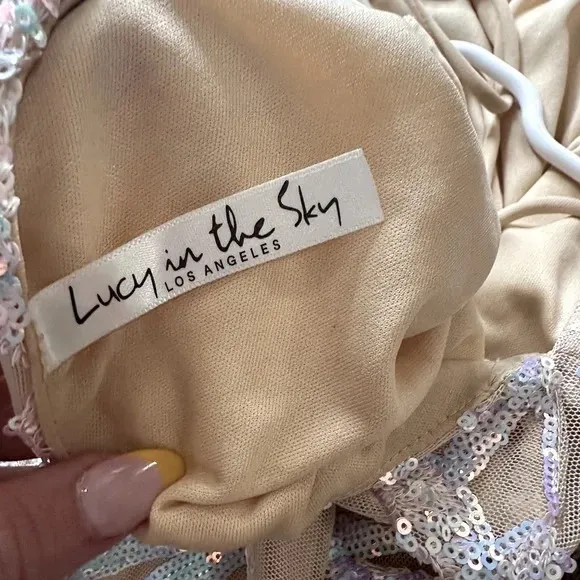 Lucy in the Sky
LOS ANGELES